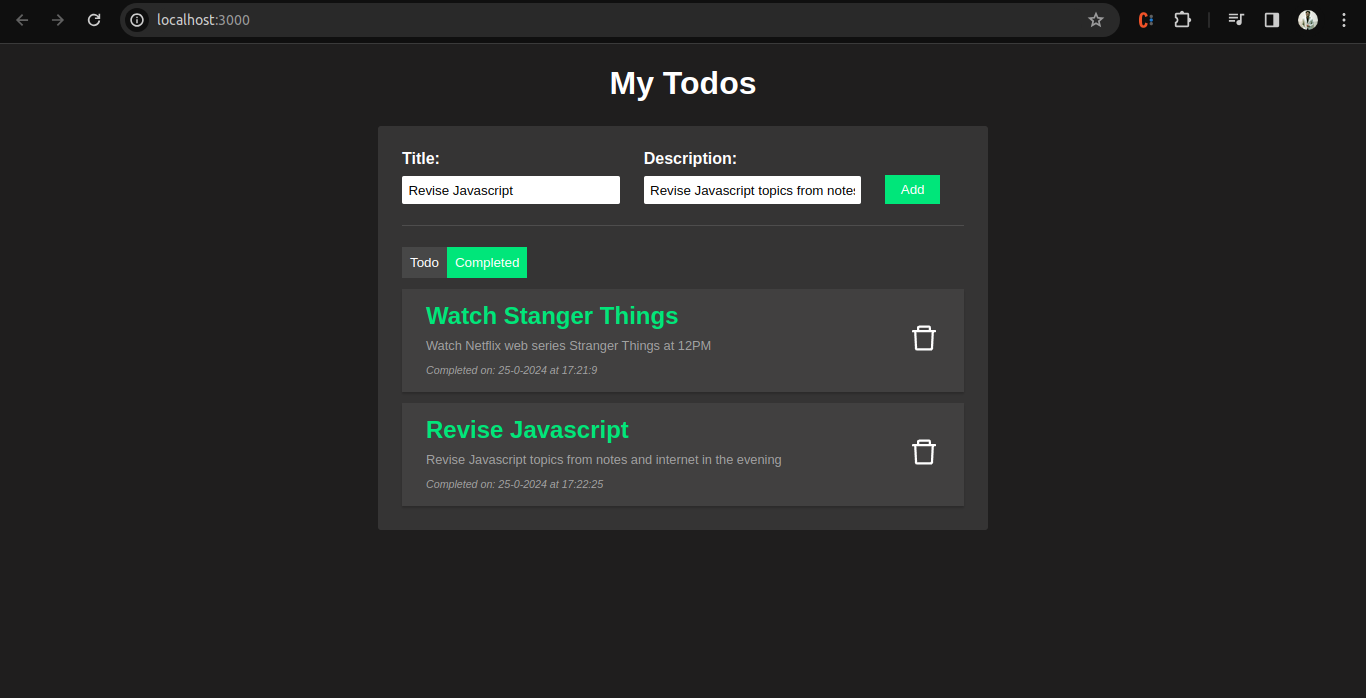 localhost:3000
My Todos
Title:
Description:
Revise Javascript
Revise Javascript topics from notes
Add
Todo
Completed
Watch Stanger Things
Watch Netflix web series Stranger Things at 12PM
Completed on: 25-0-2024 at 17:21:9
Revise Javascript
Revise Javascript topics from notes and internet in the evening
Completed on: 25-0-2024 at 17:22:25